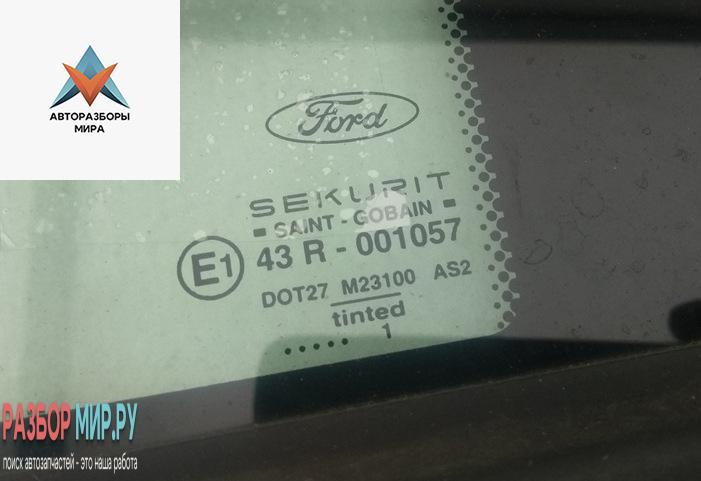 АВТОРАЗБОРЫ
МИРА
Ford
SEKURIT
SAINT - GOBAIN
E1 43 R - 001057
DOT27 M23100 AS2
tinted
..... 1
РАЗБОР МИР.РУ
поиск автозапчастей - это наша работа